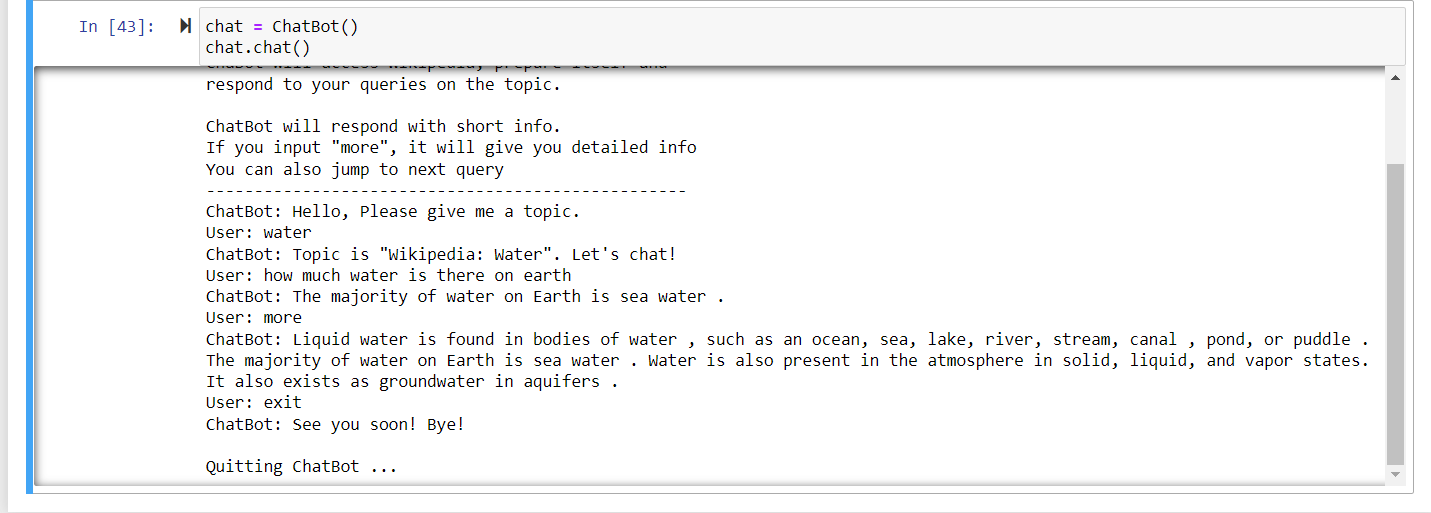 In [43]:
chat = ChatBot()
chat.chat()
respond to your queries on the topic.
ChatBot will respond with short info.
If you input "more", it will give you detailed info
You can also jump to next query
--------------------------------------------------
ChatBot: Hello, Please give me a topic.
User: water
ChatBot: Topic is "Wikipedia: Water". Let's chat!
User: how much water is there on earth
ChatBot: The majority of water on Earth is sea water .
User: more
ChatBot: Liquid water is found in bodies of water , such as an ocean, sea, lake, river, stream, canal , pond, or puddle .
The majority of water on Earth is sea water . Water is also present in the atmosphere in solid, liquid, and vapor states.
It also exists as groundwater in aquifers .
User: exit
ChatBot: See you soon! Bye!
Quitting ChatBot ...